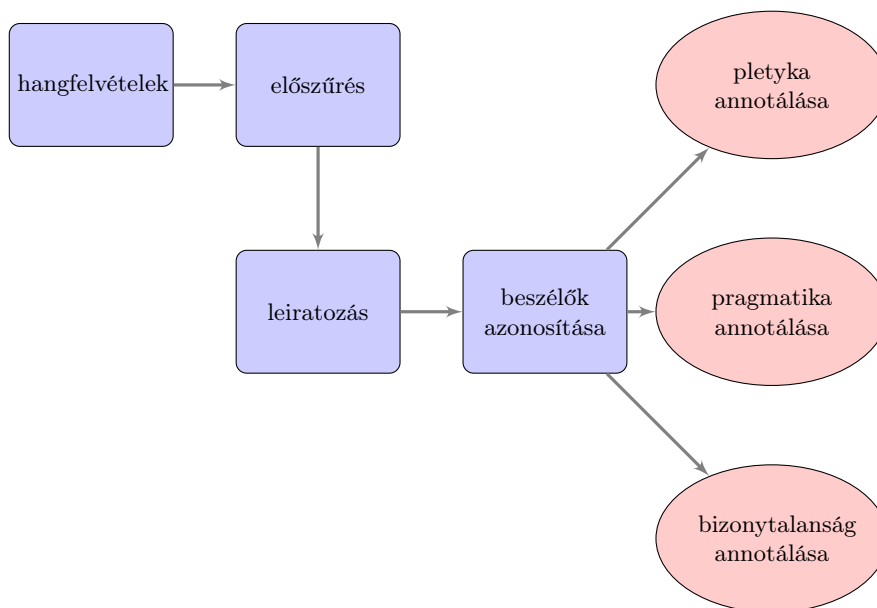 hangfelvételek
előszűrés
pletyka
annotálása
leiratozás
beszélők
azonosítása
pragmatika
annotálása
bizonytalanság
annotálása